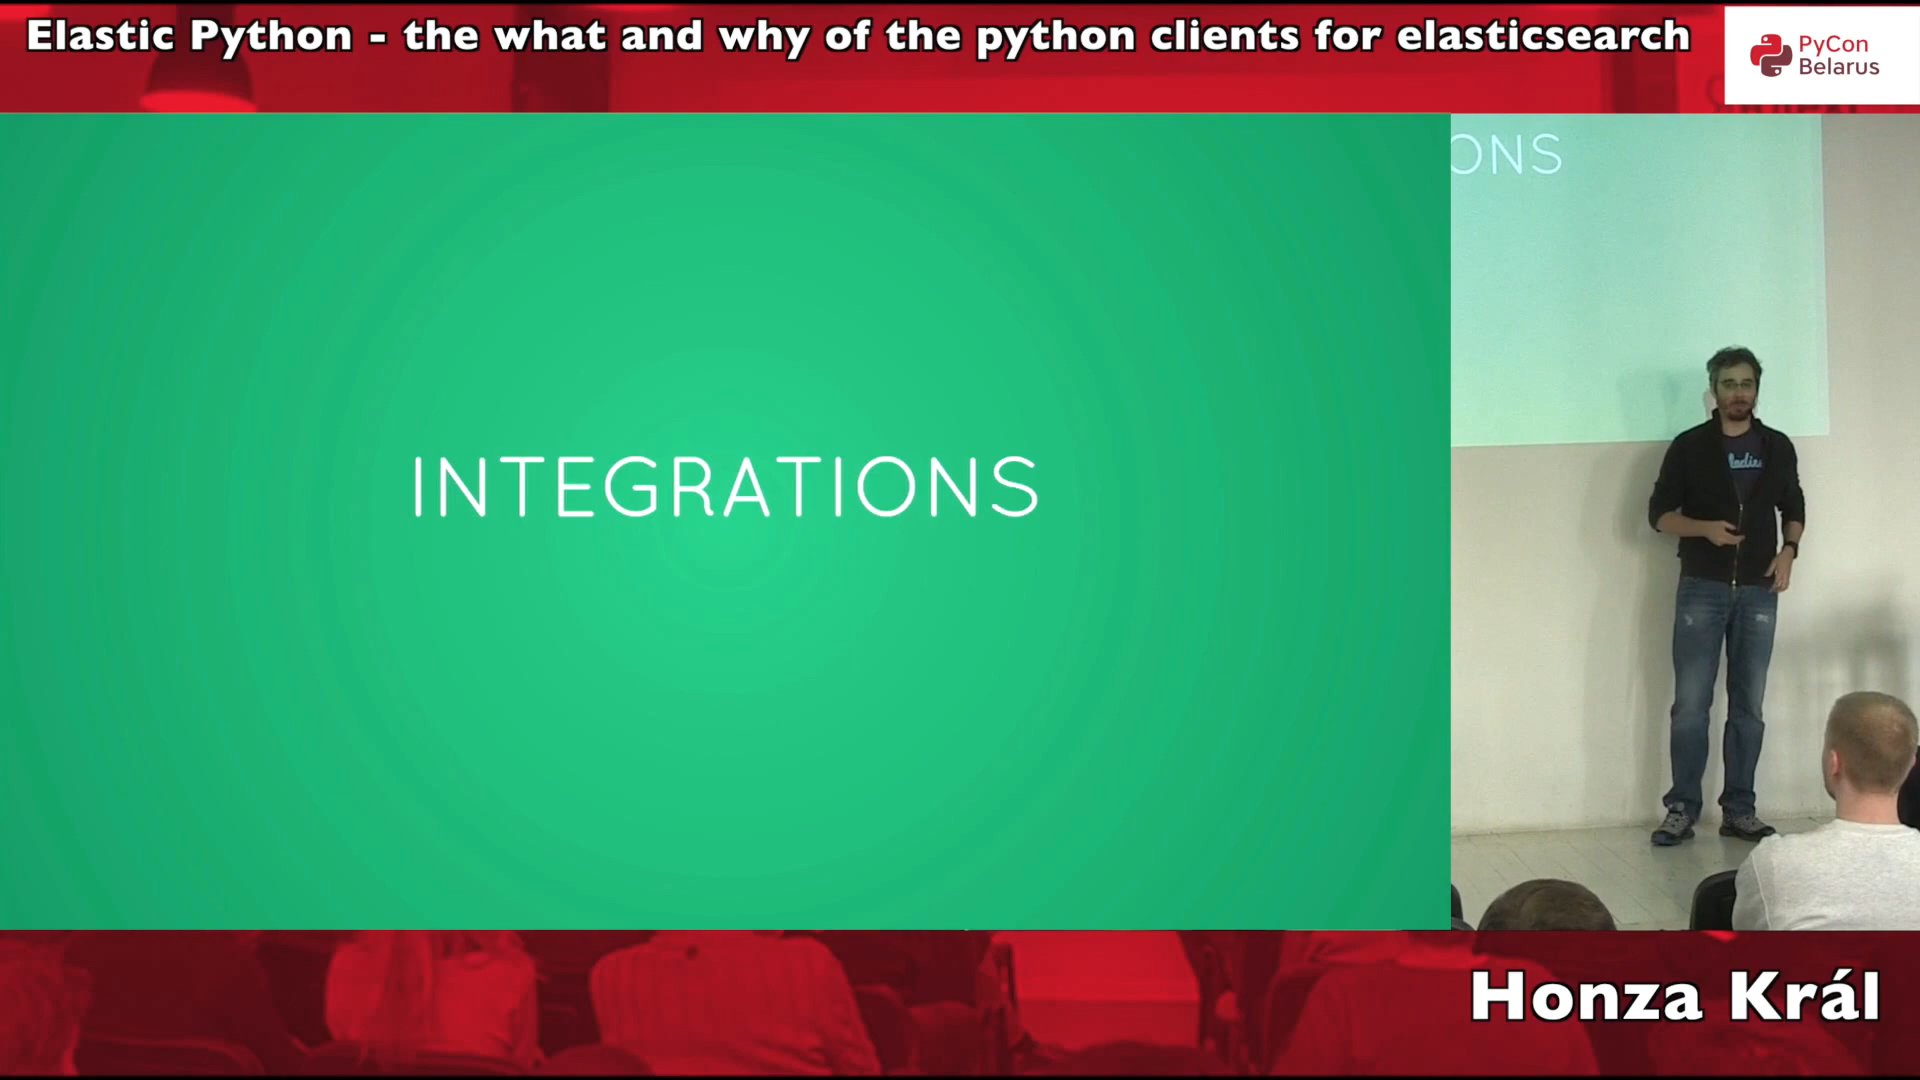 Elastic Python - the what and why of the python clients for elasticsearch
PyCon
Belarus
INTEGRATIONS
ONS
Honza Král